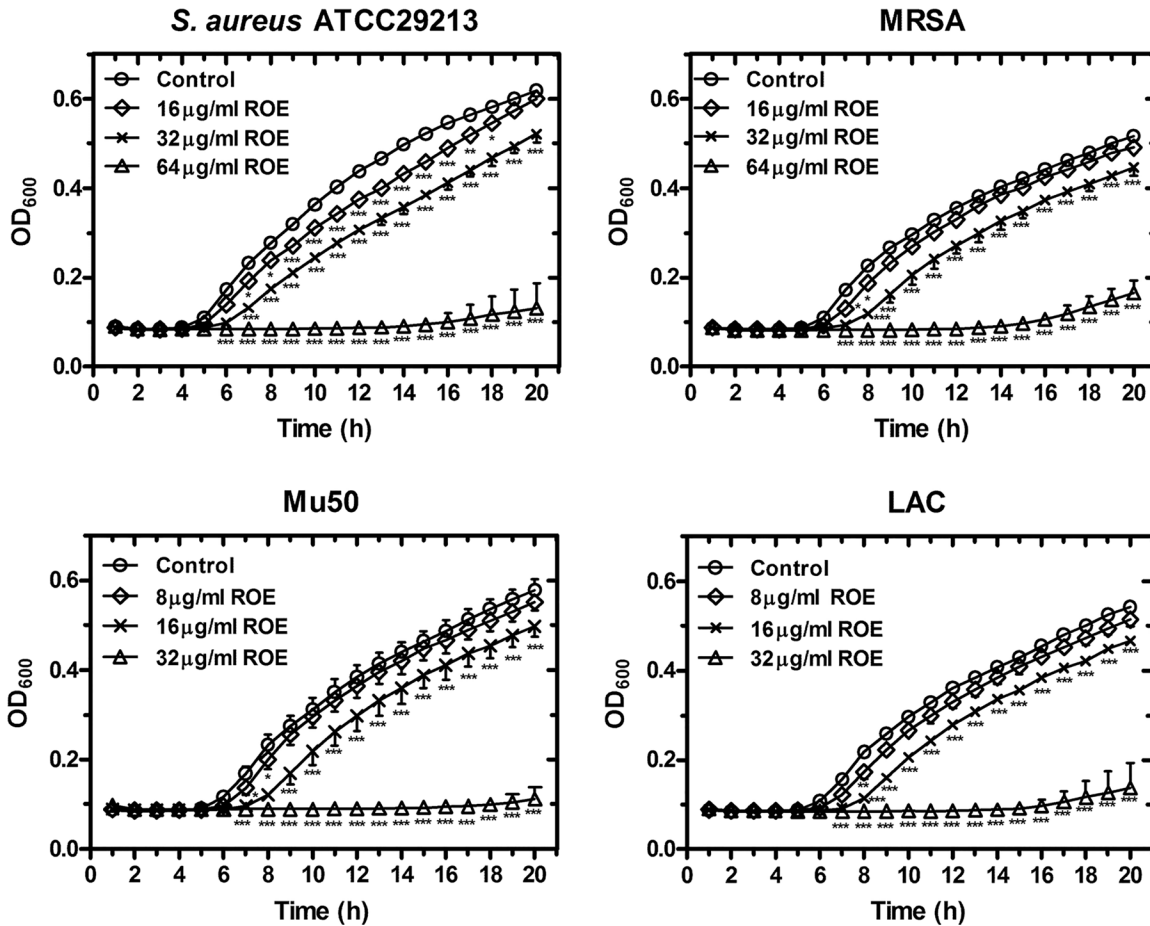 S. aureus ATCC29213
Control
16μg/ml ROE
32μg/ml ROE
64μg/ml ROE
OD600
0.6
0.4
0.2
0.0
0 2 4 6 8 10 12 14 16 18 20
Time (h)
MRSA
Control
16μg/ml ROE
32μg/ml ROE
64μg/ml ROE
OD600
0.6
0.4
0.2
0.0
0 2 4 6 8 10 12 14 16 18 20
Time (h)
Mu50
Control
8μg/ml ROE
16μg/ml ROE
32μg/ml ROE
OD600
0.6
0.4
0.2
0.0
0 2 4 6 8 10 12 14 16 18 20
Time (h)
LAC
Control
8μg/ml ROE
16μg/ml ROE
32μg/ml ROE
OD600
0.6
0.4
0.2
0.0
0 2 4 6 8 10 12 14 16 18 20
Time (h)